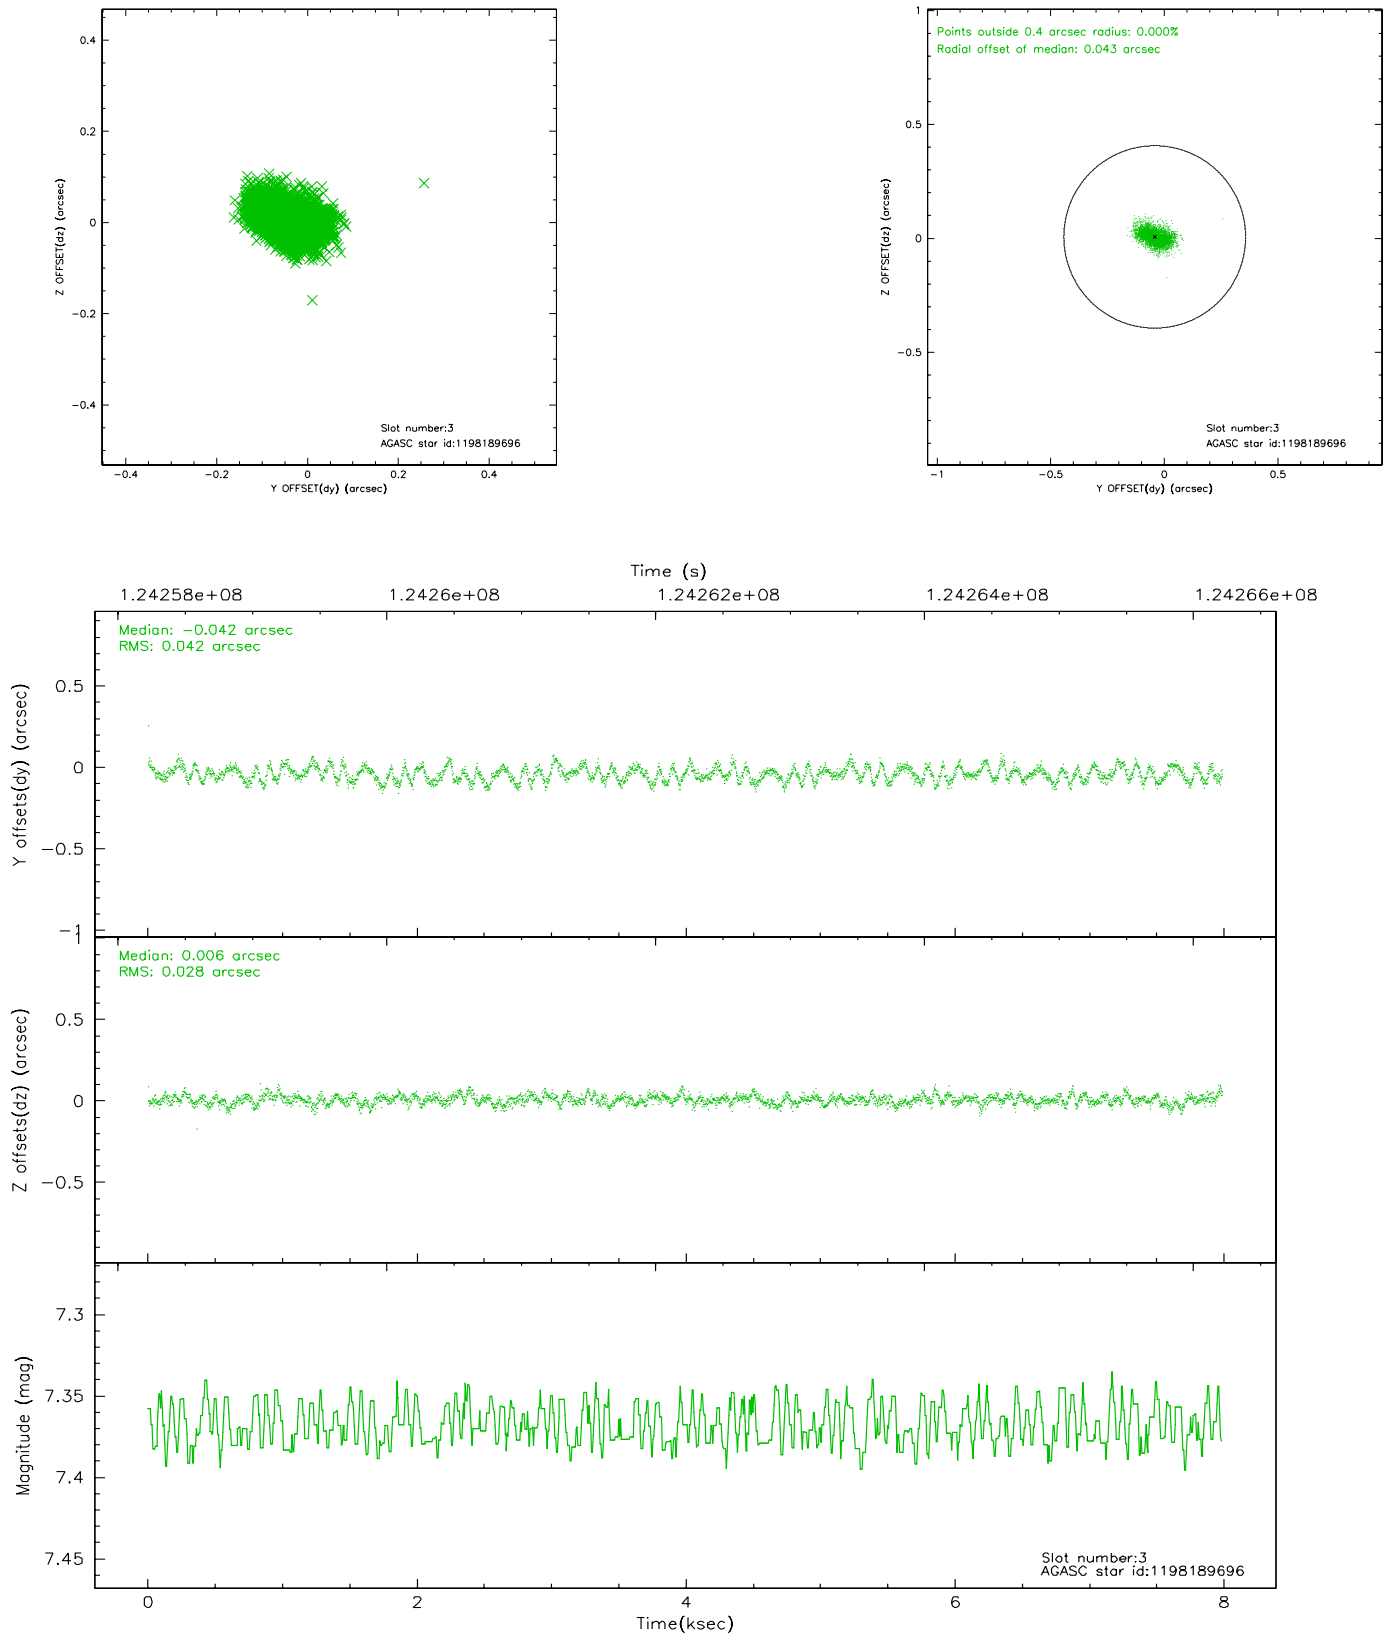 0.4
0.2
0
−0.2
−0.4
Z OFFSET(dz) (arcsec)
−0.4
−0.2
0
0.2
0.4
Y OFFSET(dy) (arcsec)
Slot number:3
AGASC star id:1198189696
Points outside 0.4 arcsec radius: 0.000%
Radial offset of median: 0.043 arcsec
1
0.5
0
−0.5
Z OFFSET(dz) (arcsec)
−1
−0.5
0
0.5
Y OFFSET(dy) (arcsec)
Slot number:3
AGASC star id:1198189696
Time (s)
1.24258e+08
1.2426e+08
1.24262e+08
1.24264e+08
1.24266e+08
Median: −0.042 arcsec
RMS: 0.042 arcsec
0.5
0
−0.5
−1
Y offsets(dy) (arcsec)
Median: 0.006 arcsec
RMS: 0.028 arcsec
1
0.5
0
−0.5
Z offsets(dz) (arcsec)
7.3
7.35
7.4
7.45
Magnitude (mag)
Slot number:3
AGASC star id:1198189696
0
2
4
6
8
Time(ksec)